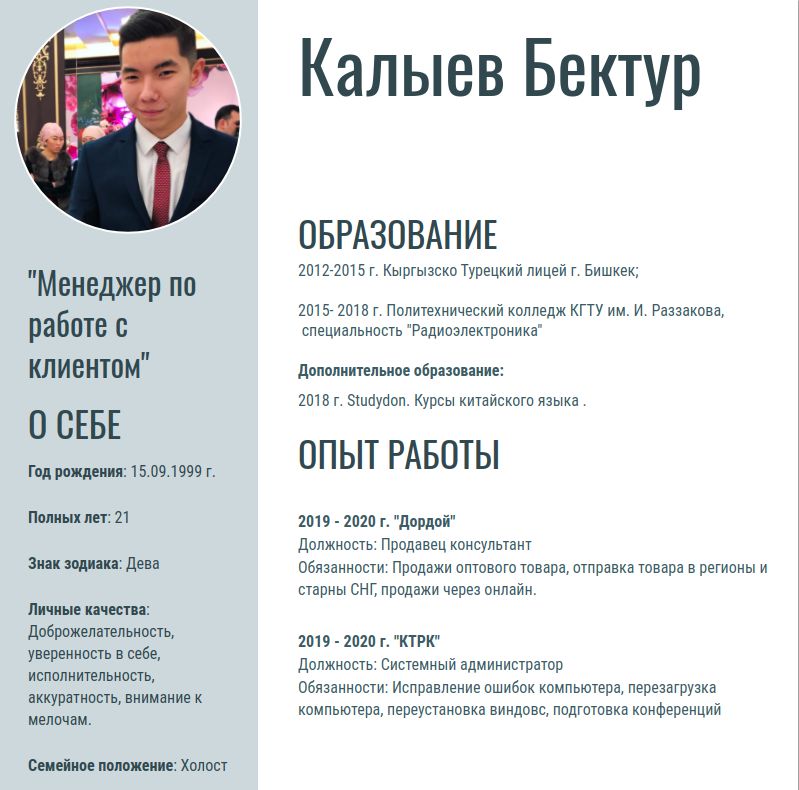 Калыев Бектур
"Менеджер по
работе с
клиентом"
О СЕБЕ
Год рождения: 15.09.1999 г.
Полных лет: 21
Знак зодиака: Дева
Личные качества:
Доброжелательность,
уверенность в себе,
исполнительность,
аккуратность, внимание к
мелочам.
Семейное положение: Холост
ОБРАЗОВАНИЕ
2012-2015 г. Кыргызско Турецкий лицей г. Бишкек;
2015- 2018 г. Политехнический колледж КГТУ им. И. Раззакова,
специальность "Радиоэлектроника"
Дополнительное образование:
2018 г. Studydon. Курсы китайского языка .
ОПЫТ РАБОТЫ
2019 - 2020 г. "Дордой"
Должность: Продавец консультант
Обязанности: Продажи оптового товара, отправка товара в регионы и
старны СНГ, продажи через онлайн.
2019 - 2020 г. "КТРК"
Должность: Системный администратор
Обязанности: Исправление ошибок компьютера, перезагрузка
компьютера, переустановка виндовс, подготовка конференций